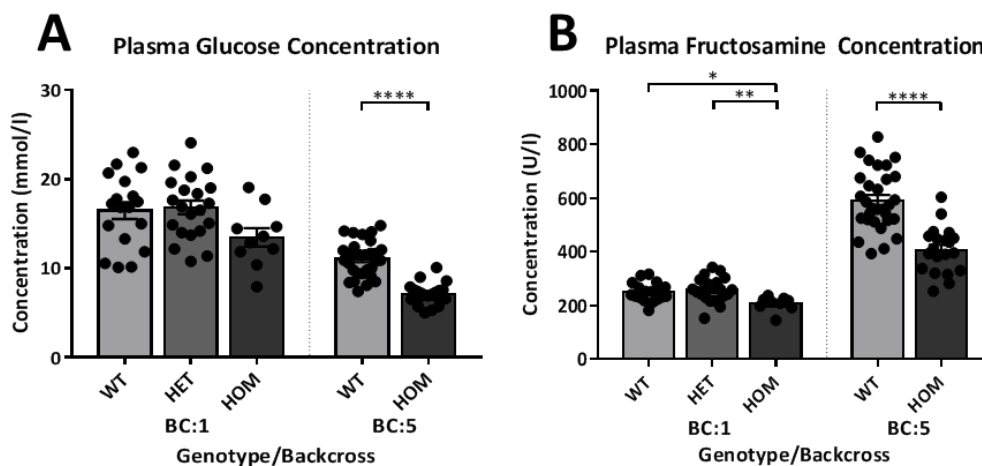 A
Plasma Glucose Concentration
Concentration (mmol/l)
30
20
10
0
****
WT
HET
HOM
WT
HOM
BC:1
BC:5
Genotype/Backcross
B
Plasma Fructosamine Concentration
Concentration (U/l)
1000
800
600
400
200
0
*
**
****
WT
HET
HOM
WT
HOM
BC:1
BC:5
Genotype/Backcross